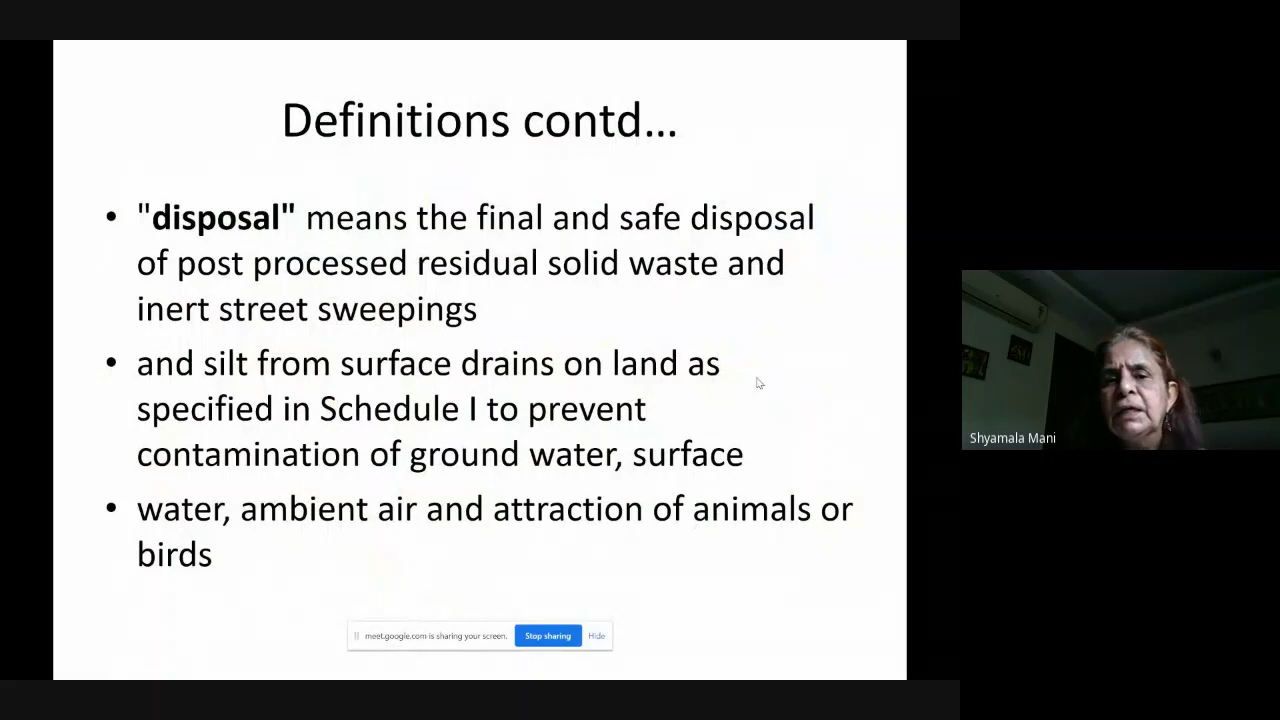 Definitions contd...
• "disposal" means the final and safe disposal
of post processed residual solid waste and
inert street sweepings
• and silt from surface drains on land as
specified in Schedule I to prevent
contamination of ground water, surface
• water, ambient air and attraction of animals or
birds
meet.google.com is sharing your screen. Stop sharing Hide
Shyamala Mani